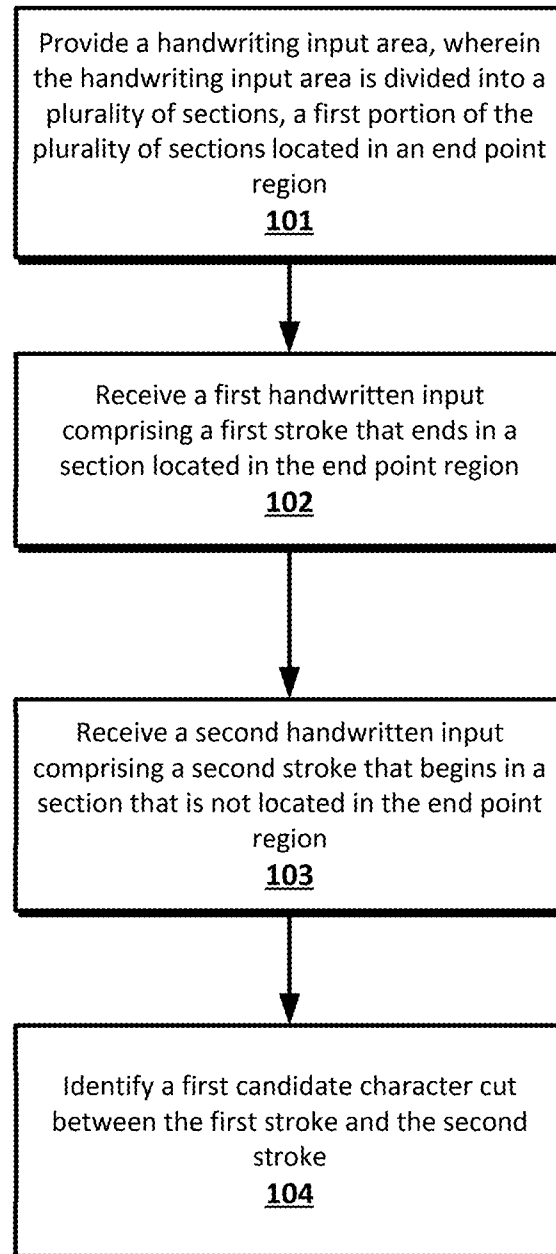 Provide a handwriting input area, wherein
the handwriting input area is divided into a
plurality of sections, a first portion of the
plurality of sections located in an end point
region
101
Receive a first handwritten input
comprising a first stroke that ends in a
section located in the end point region
102
Receive a second handwritten input
comprising a second stroke that begins in a
section that is not located in the end point
region
103
Identify a first candidate character cut
between the first stroke and the second
stroke
104